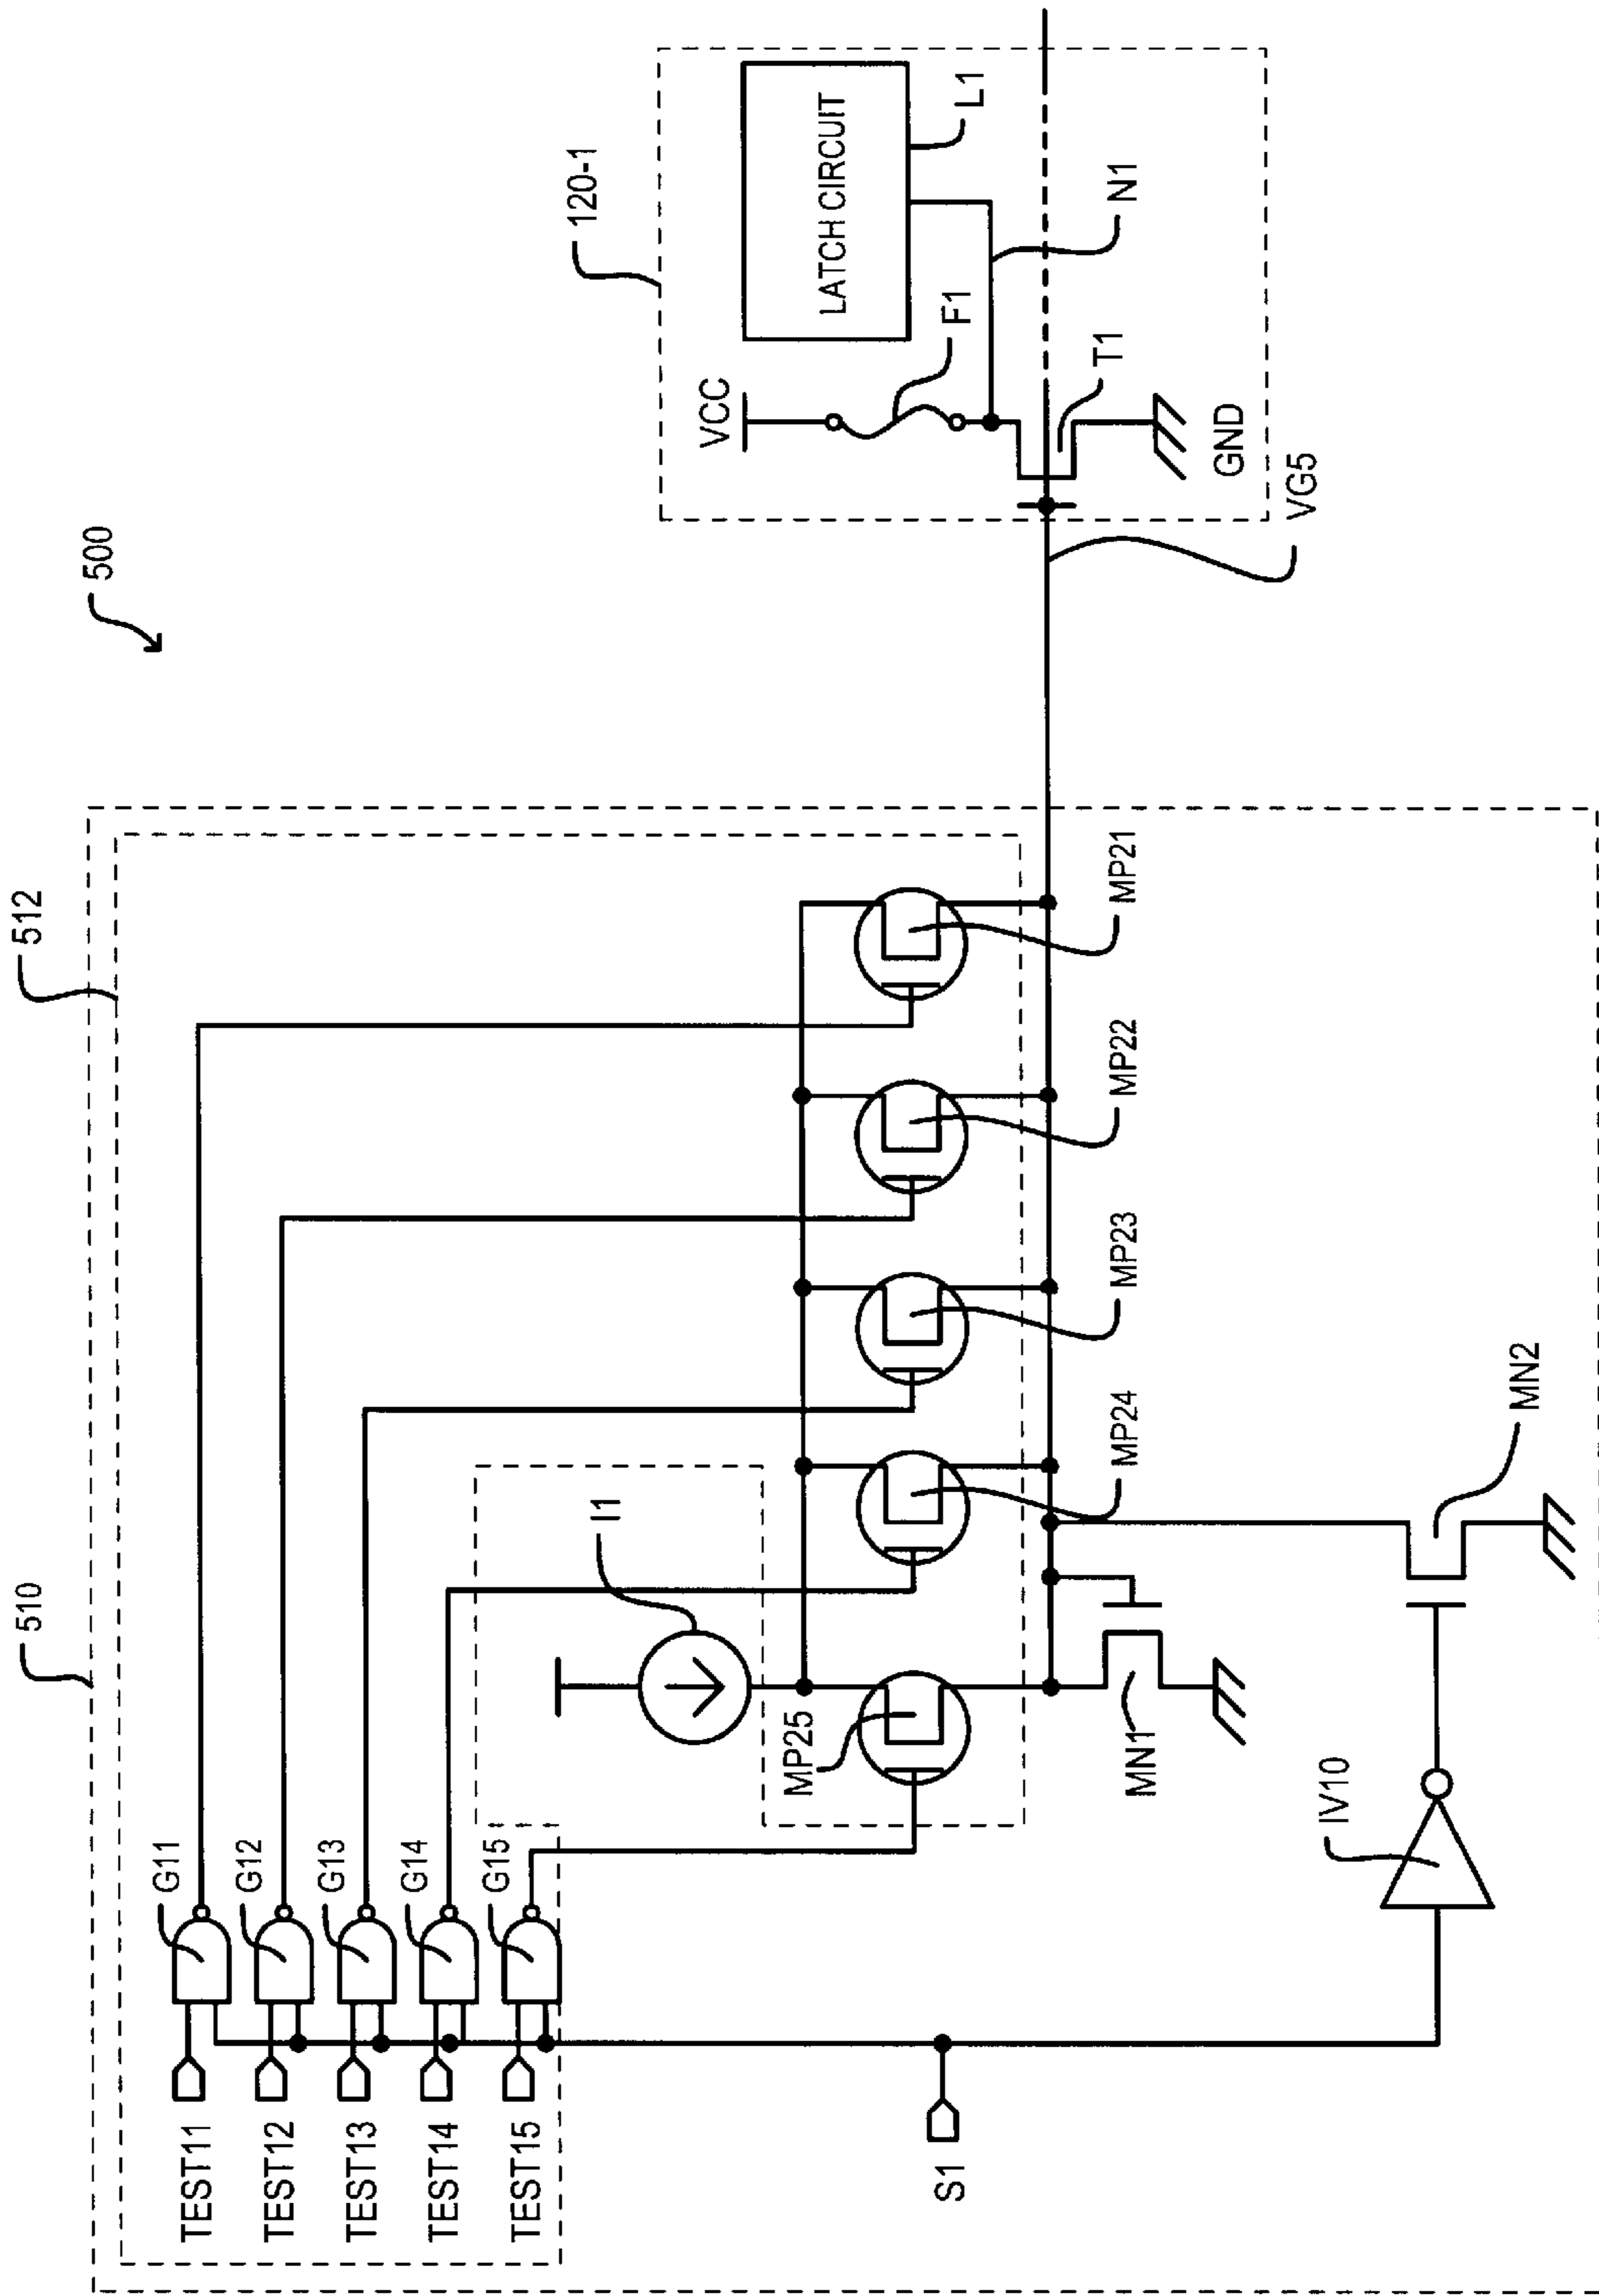 500
510
512
TEST11
TEST12
TEST13
TEST14
TEST15
G11
G12
G13
G14
G15
I1
MP25
MP24
MP23
MP22
MP21
MN1
MN2
S1
IV10
120-1
VCC
F1
LATCH CIRCUIT
L1
N1
T1
GND
VG5